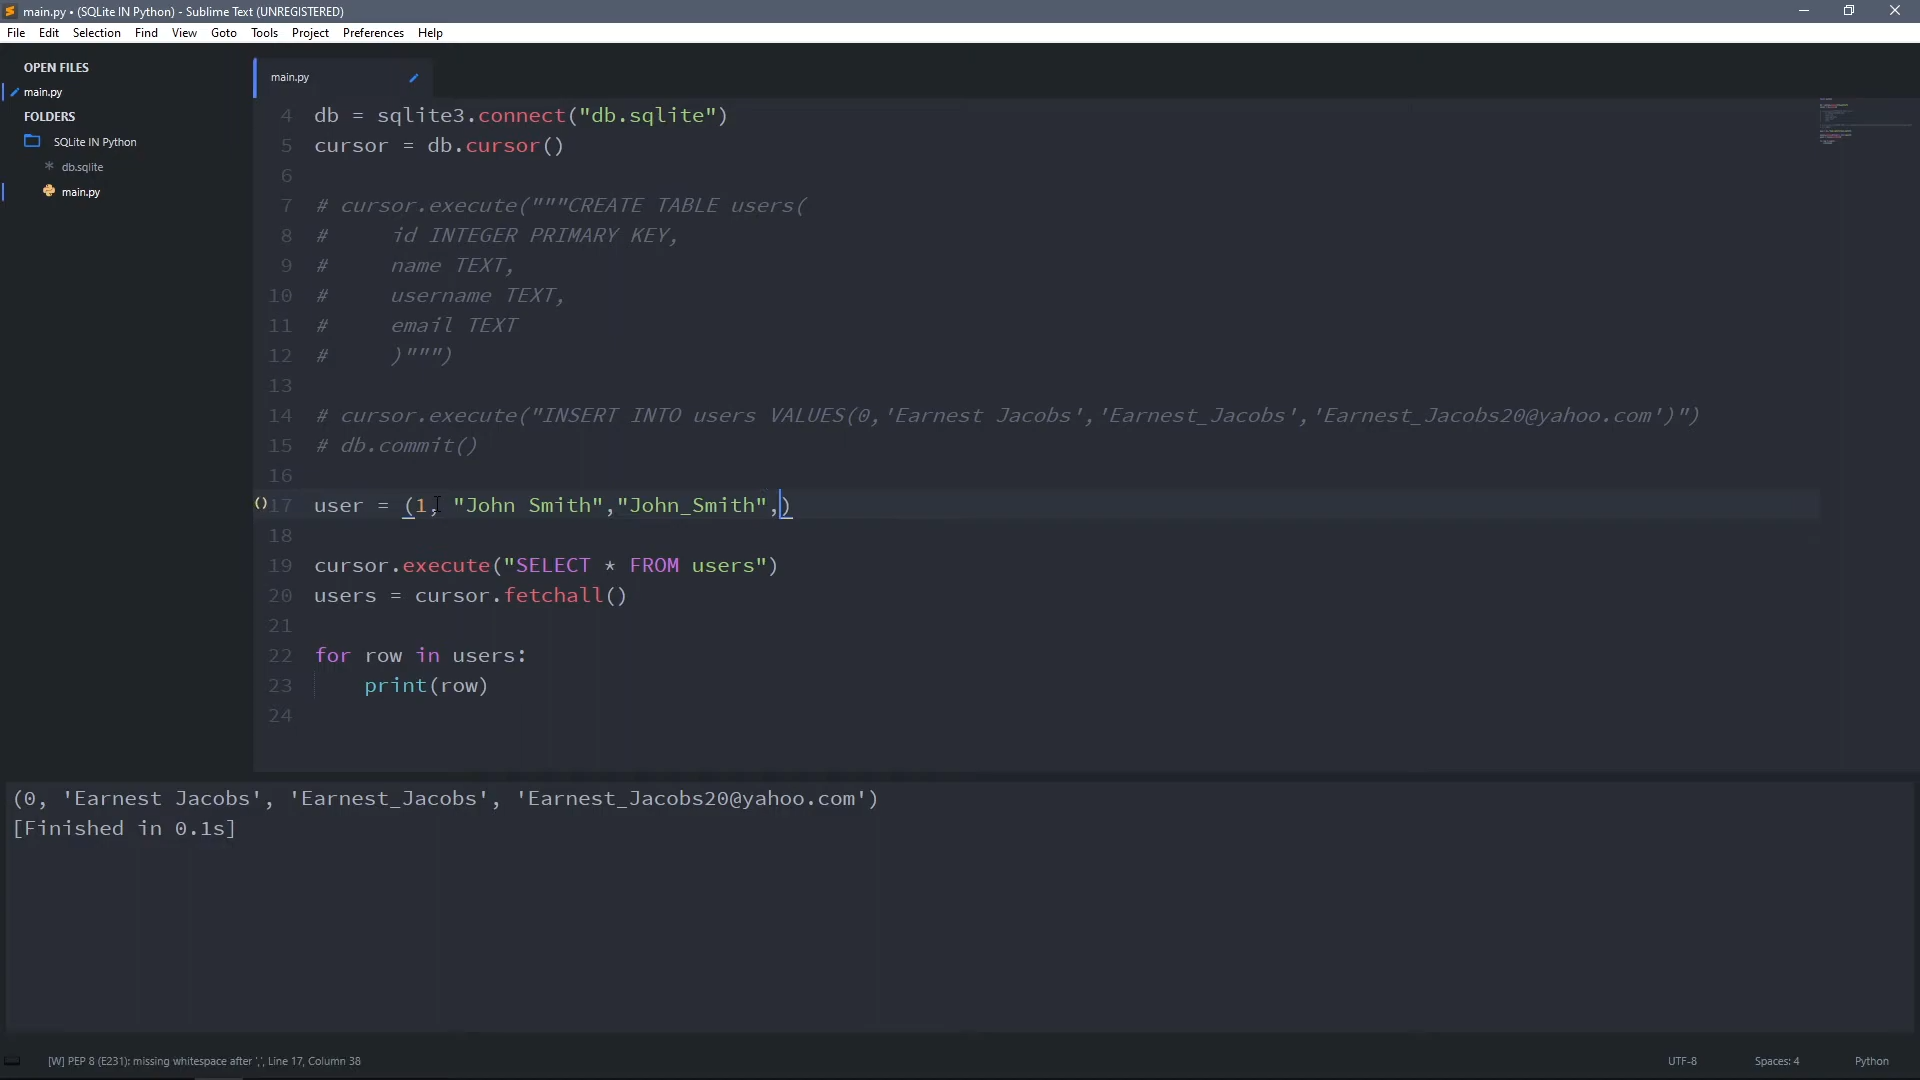 main.py • (SQLite IN Python) - Sublime Text (UNREGISTERED)
File Edit Selection Find View Goto Tools Project Preferences Help
OPEN FILES
main.py
FOLDERS
SQLite IN Python
db.sqlite
main.py
main.py
4 db = sqlite3.connect("db.sqlite")
5 cursor = db.cursor()
6
7 # cursor.execute("""CREATE TABLE users(
8 #     id INTEGER PRIMARY KEY,
9 #     name TEXT,
10 #     username TEXT,
11 #     email TEXT
12 #     )""")
13
14 # cursor.execute("INSERT INTO users VALUES(0,'Earnest Jacobs','Earnest_Jacobs','Earnest_Jacobs20@yahoo.com')")
15 # db.commit()
16
()17 user = (1, "John Smith","John_Smith",)
18
19 cursor.execute("SELECT * FROM users")
20 users = cursor.fetchall()
21
22 for row in users:
23     print(row)
24
(0, 'Earnest Jacobs', 'Earnest_Jacobs', 'Earnest_Jacobs20@yahoo.com')
[Finished in 0.1s]
[W] PEP 8 (E231): missing whitespace after ',', Line 17, Column 38 UTF-8 Spaces: 4 Python